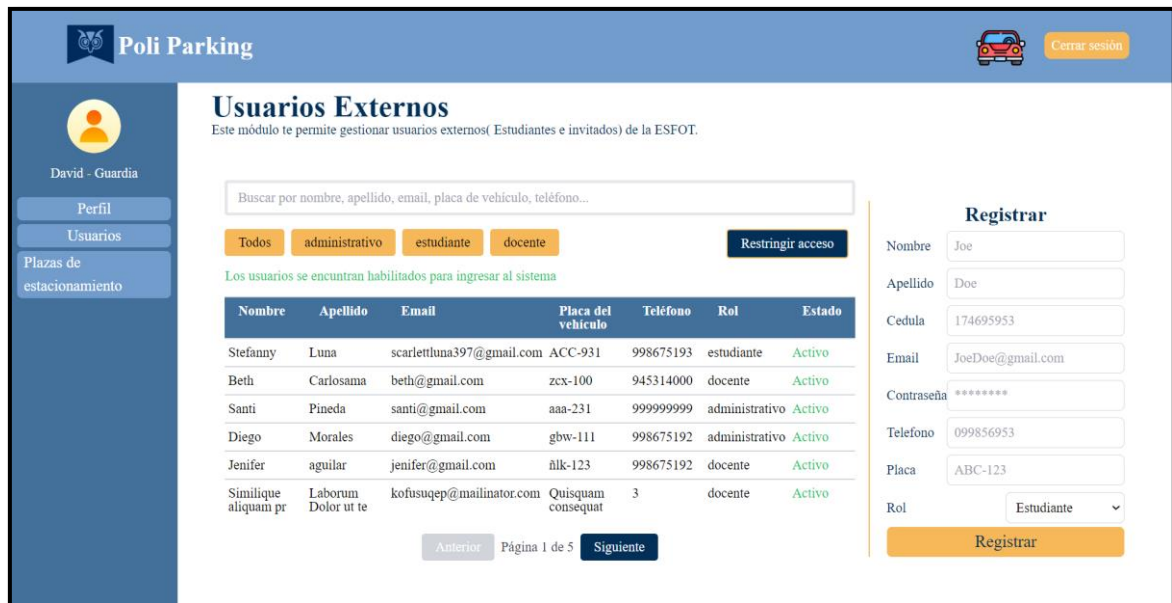 Poli Parking
Cerrar sesión
David - Guardia
Perfil
Usuarios
Plazas de
estacionamiento
Usuarios Externos
Este módulo te permite gestionar usuarios externos( Estudiantes e invitados) de la ESFOT.
Buscar por nombre, apellido, email, placa de vehículo, teléfono...
Todos administrativo estudiante docente Restringir acceso
Los usuarios se encuntran habilitados para ingresar al sistema
Nombre Apellido Email Placa del vehículo Teléfono Rol Estado
Stefanny Luna scarlettluna397@gmail.com ACC-931 998675193 estudiante Activo
Beth Carlosama beth@gmail.com zcx-100 945314000 docente Activo
Santi Pineda santi@gmail.com aaa-231 999999999 administrativo Activo
Diego Morales diego@gmail.com gbw-111 998675192 administrativo Activo
Jenifer aguilar jenifer@gmail.com ñlk-123 998675192 docente Activo
Similique Laborum kofusuqep@mailinator.com Quisquam 3 docente Activo
aliquam pr Dolor ut te consequat
Anterior Página 1 de 5 Siguiente
Registrar
Nombre Joe
Apellido Doe
Cedula 174695953
Email JoeDoe@gmail.com
Contraseña ********
Telefono 099856953
Placa ABC-123
Rol Estudiante
Registrar